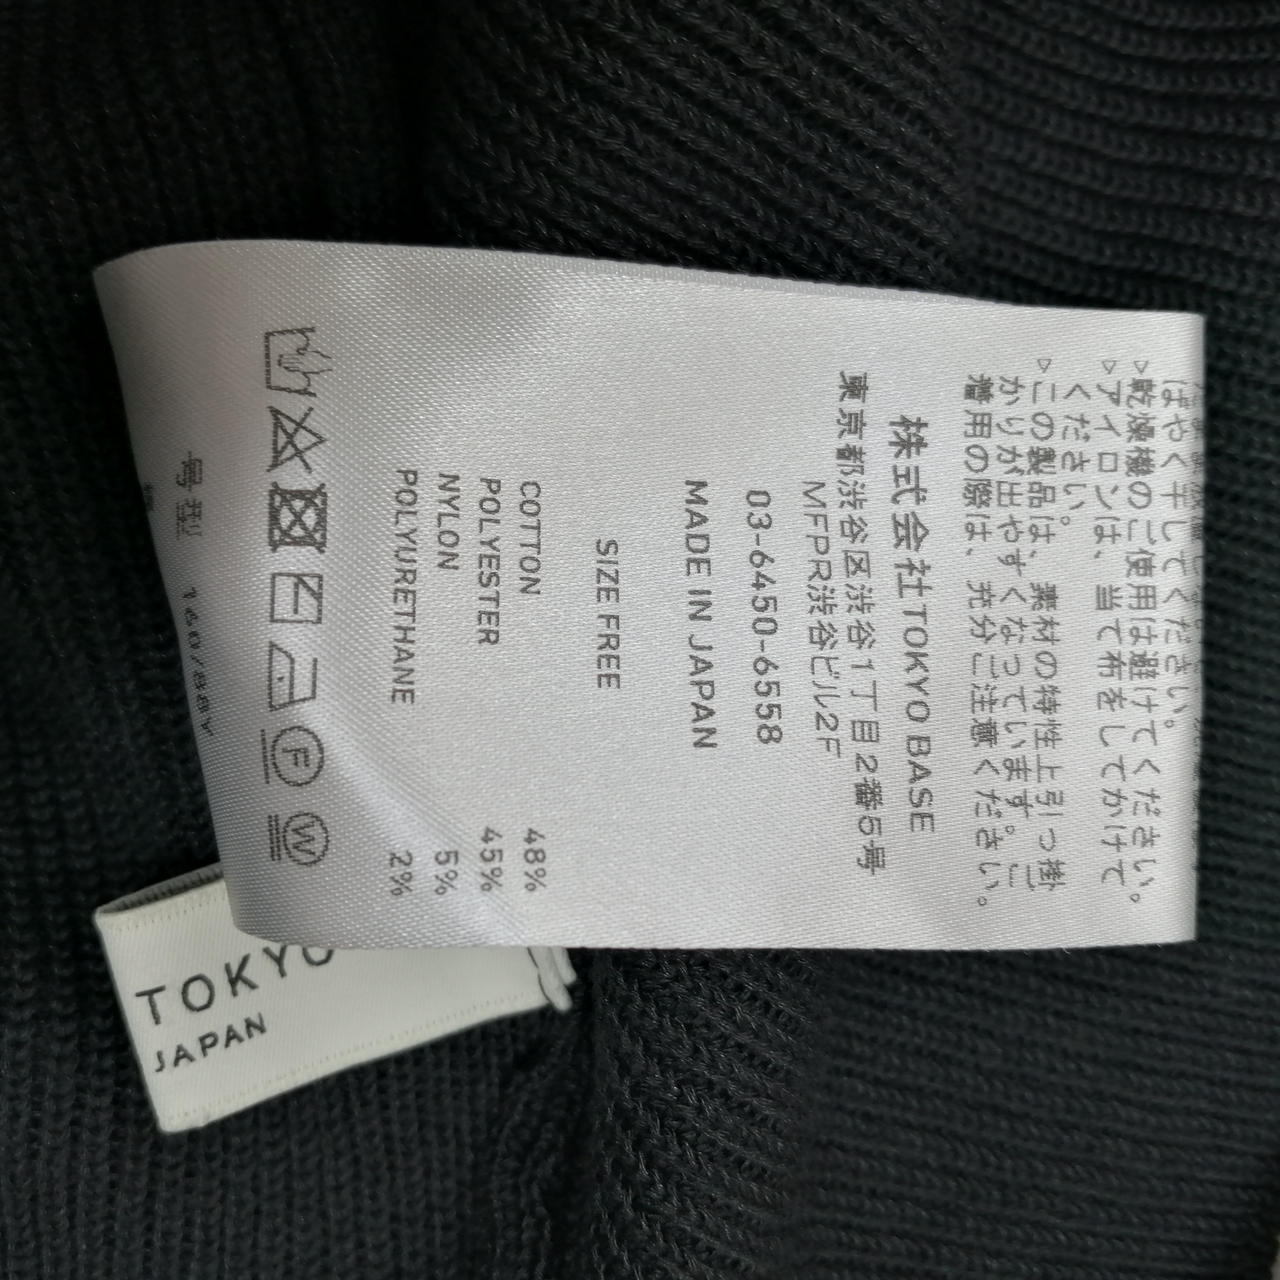 ばやく干してください。
▷乾燥機のご使用は避けてください。
▷アイロンは、当て布をしてかけて
ください。
▷この製品は、素材の特性上引っ掛
かりが出やすくなっています。ご
着用の際は、充分ご注意ください。
株式会社TOKYO BASE
東京都渋谷区渋谷1丁目2番5号
MFPR渋谷ビル2F
03-6450-6558
MADE IN JAPAN
SIZE FREE
COTTON 48%
POLYESTER 45%
NYLON 5%
POLYURETHANE 2%
F W
号型 160/88Y
TOKYO
JAPAN